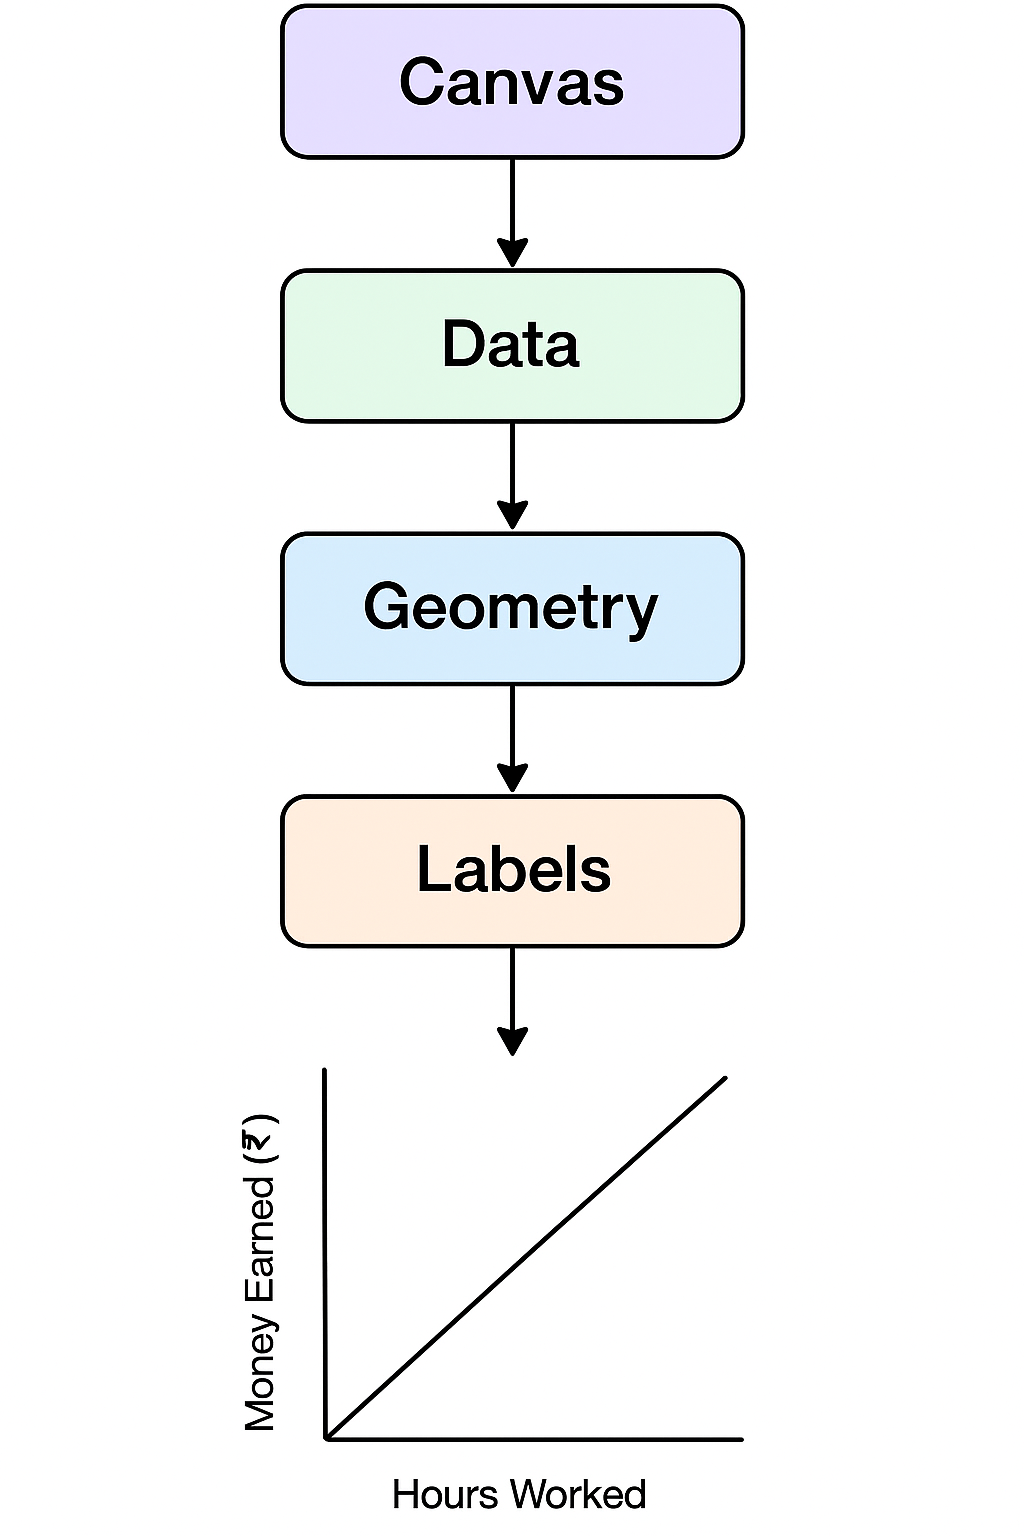 Canvas
Data
Geometry
Labels
Money Earned (₹)
Hours Worked